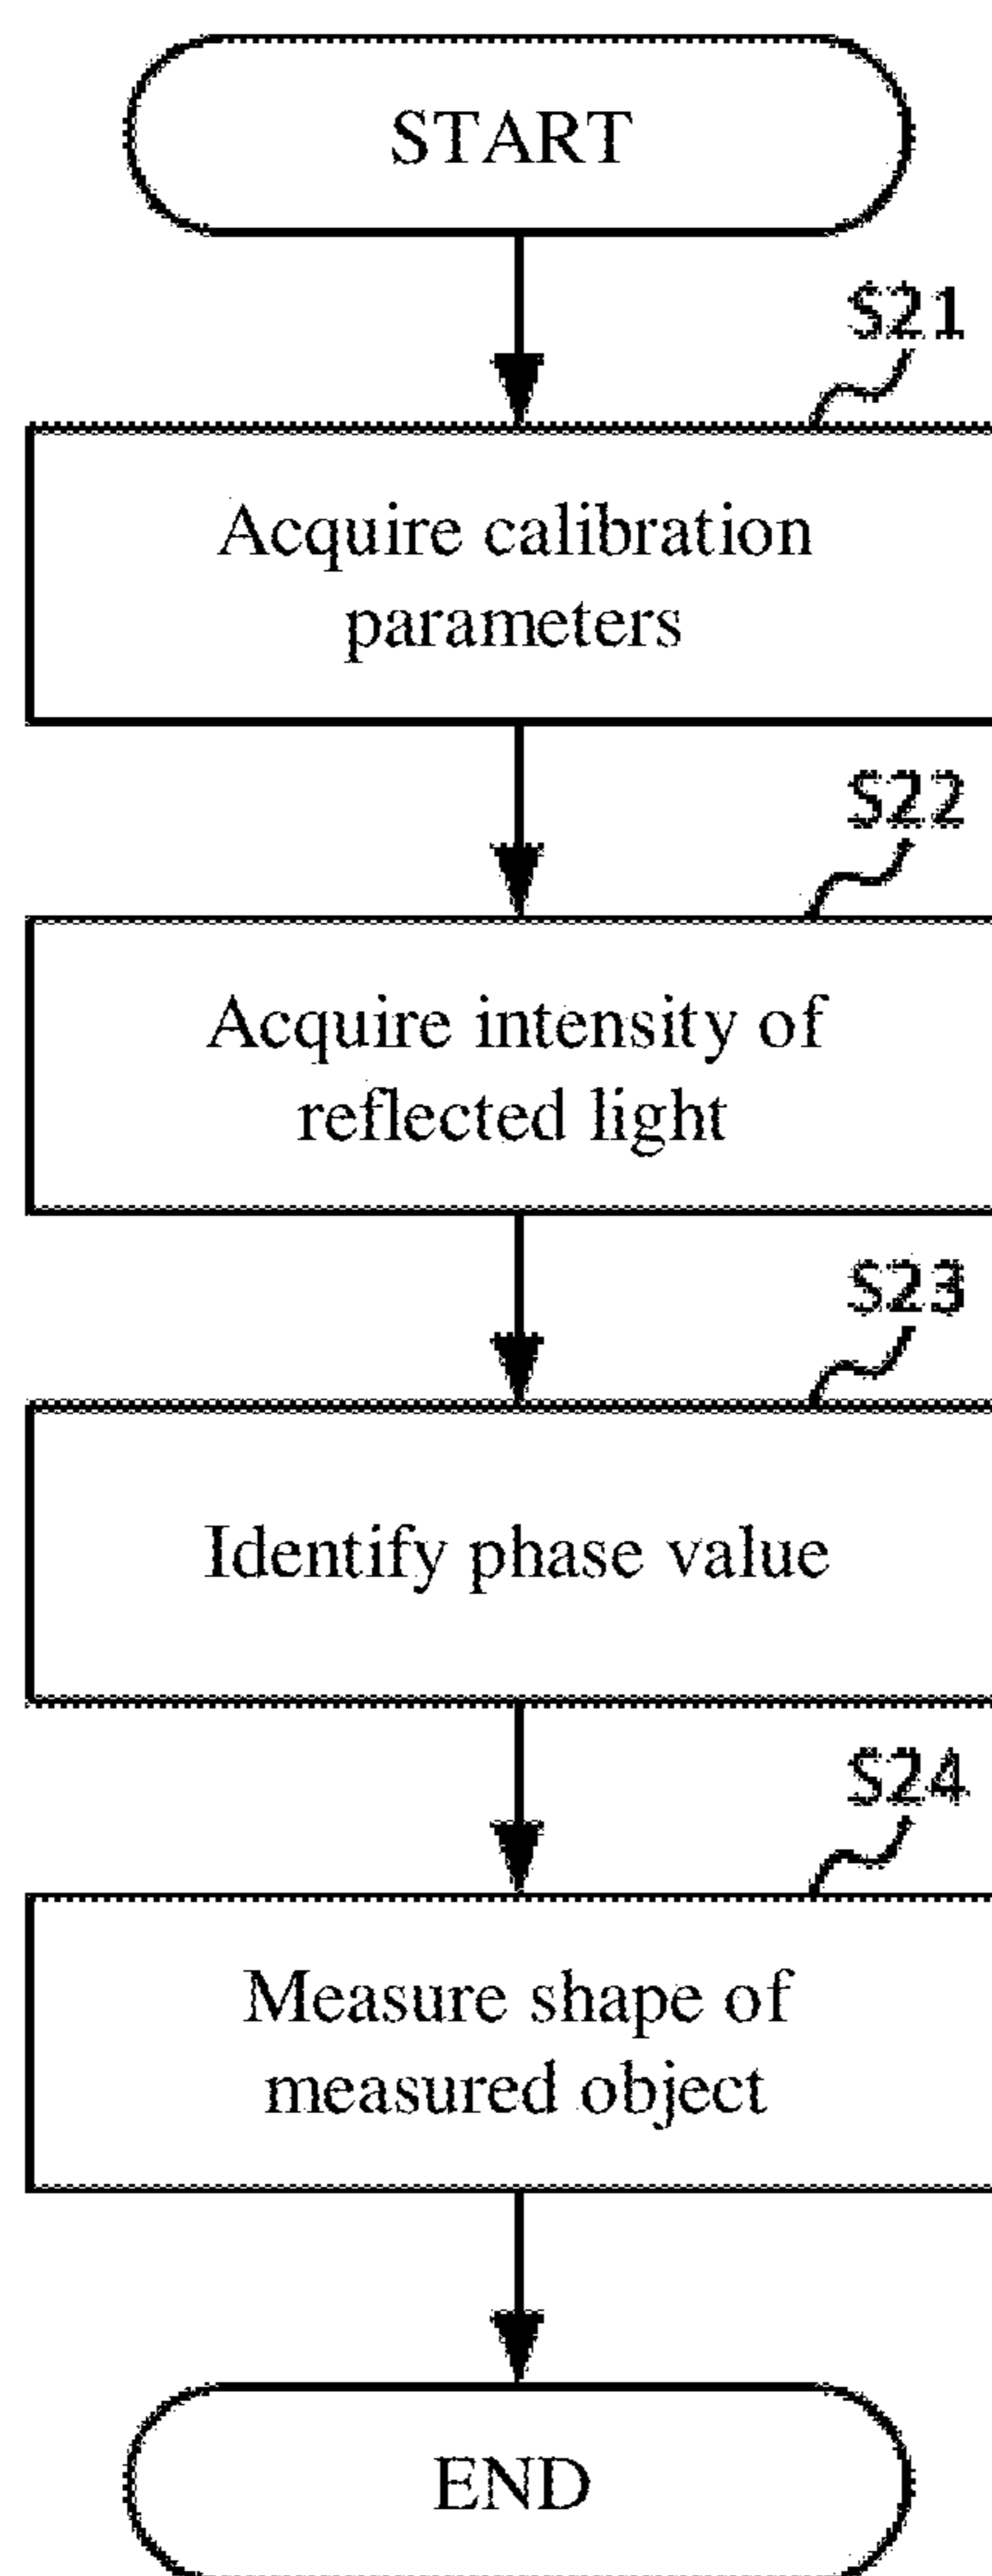 START
S21
Acquire calibration
parameters
S22
Acquire intensity of
reflected light
S23
Identify phase value
S24
Measure shape of
measured object
END